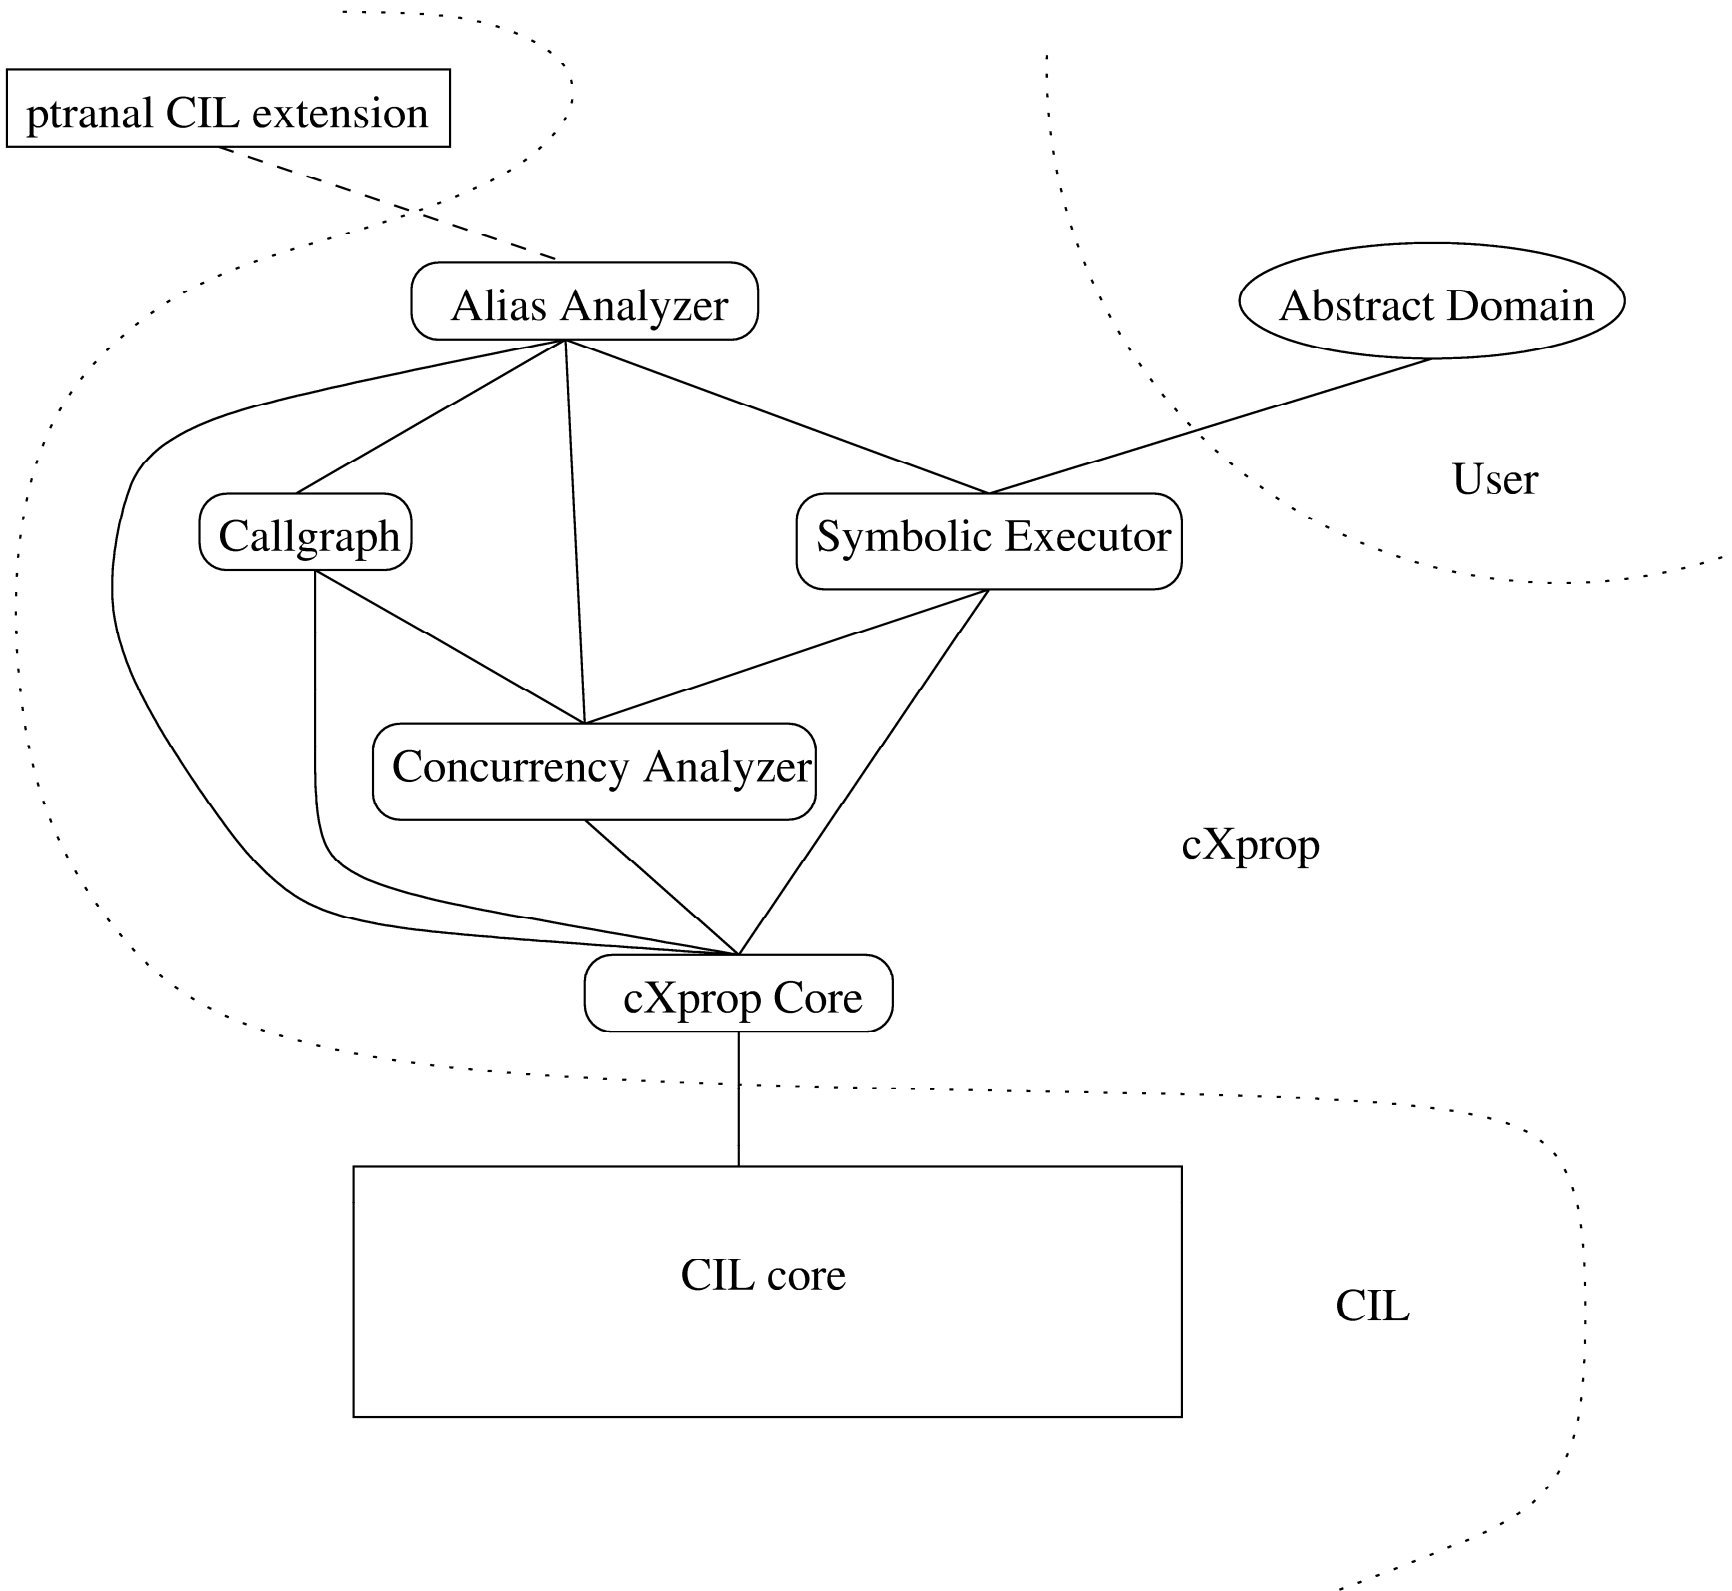 ptranal CIL extension
Alias Analyzer
Abstract Domain
User
Callgraph
Symbolic Executor
Concurrency Analyzer
cXprop
cXprop Core
CIL core
CIL